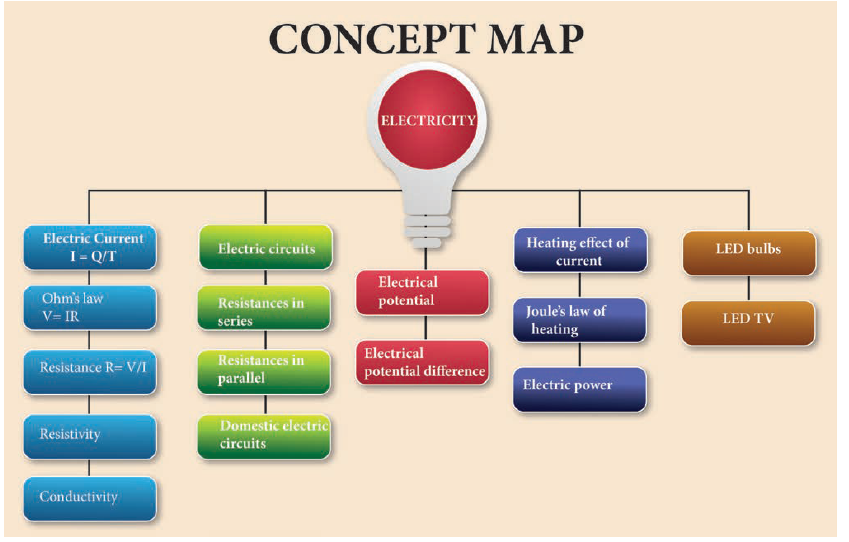 CONCEPT MAP
ELECTRICITY
Electric Current
I = Q/T
Ohm's law
V= IR
Resistance R= V/I
Resistivity
Conductivity
Electric circuits
Resistances in
series
Resistances in
parallel
Domestic electric
circuits
Electrical
potential
Electrical
potential difference
Heating effect of
current
Joule's law of
heating
Electric power
LED bulbs
LED TV